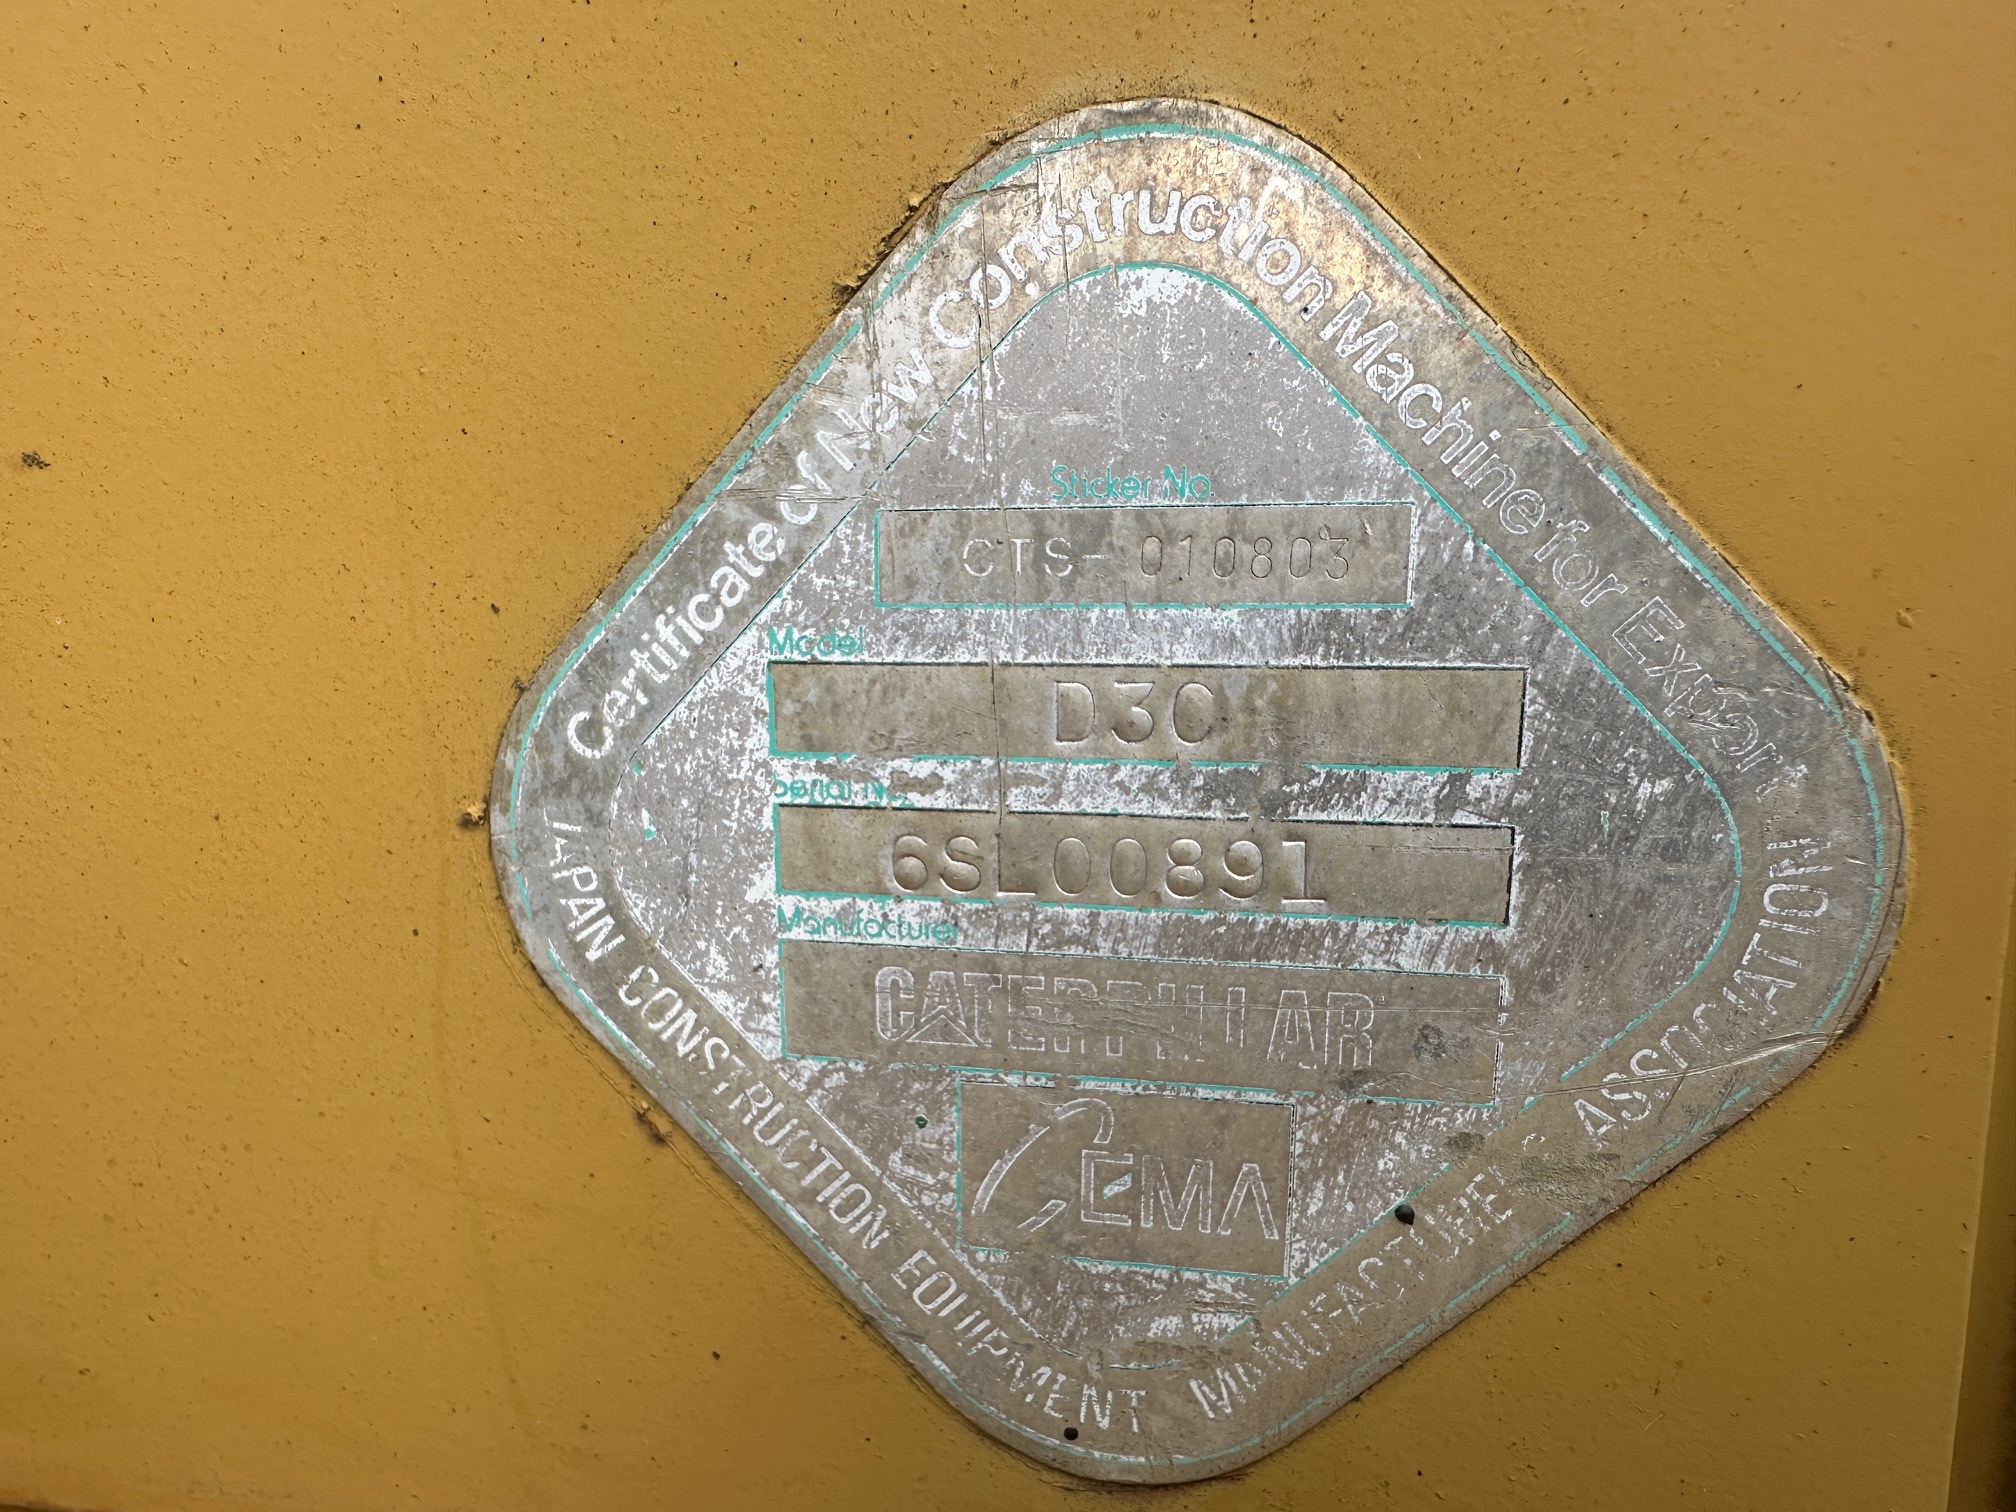 Certificate of New Construction Machine for Export
Sticker No.
CTS-010803
Model
D3C
Serial No.
6SL00891
Manufacturer
CATERPILLAR
CEMA
JAPAN CONSTRUCTION EQUIPMENT MANUFACTURERS ASSOCIATION